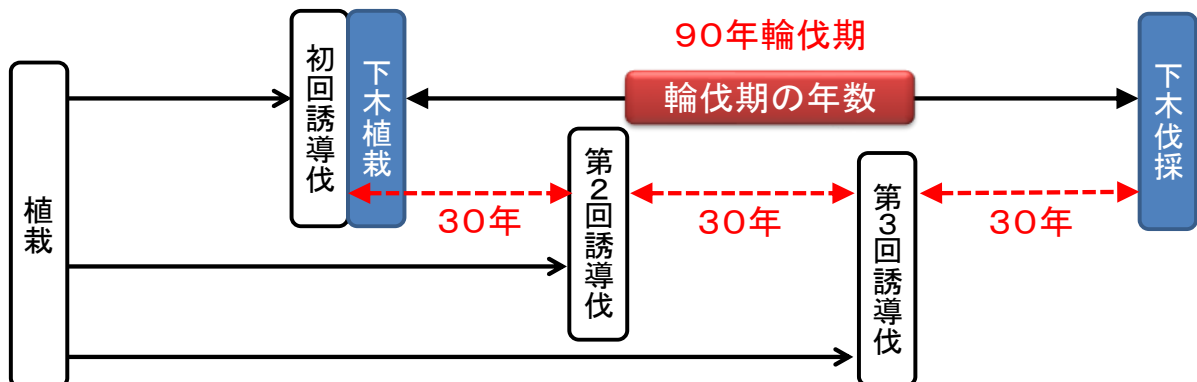 植栽
初回誘導伐
下木植栽
90年輪伐期
輪伐期の年数
下木伐採
第2回誘導伐
第3回誘導伐
30年
30年
30年